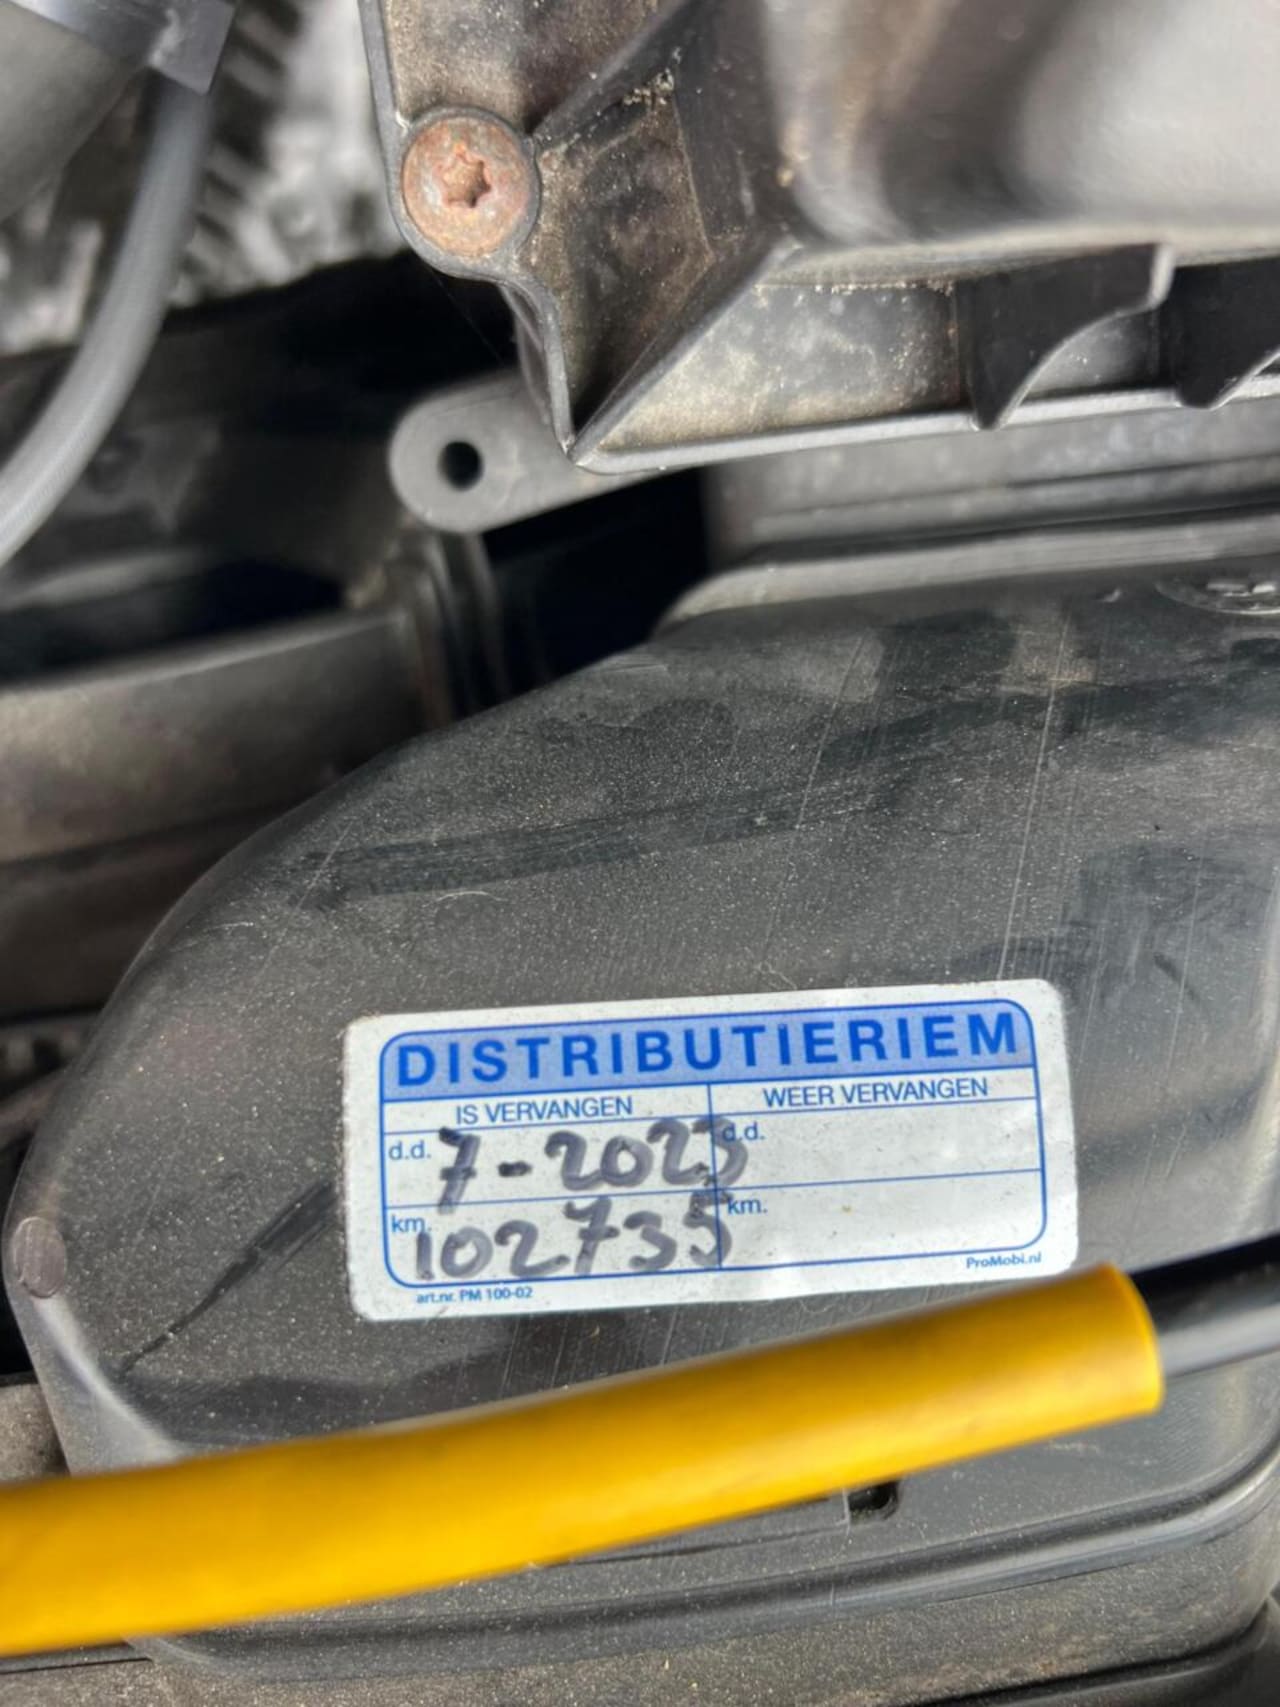 DISTRIBUTIERIEM
IS VERVANGEN WEER VERVANGEN
d.d. 7-2023 d.d.
km. 102735 km.
art.nr. PM 100-02 ProMobi.nl